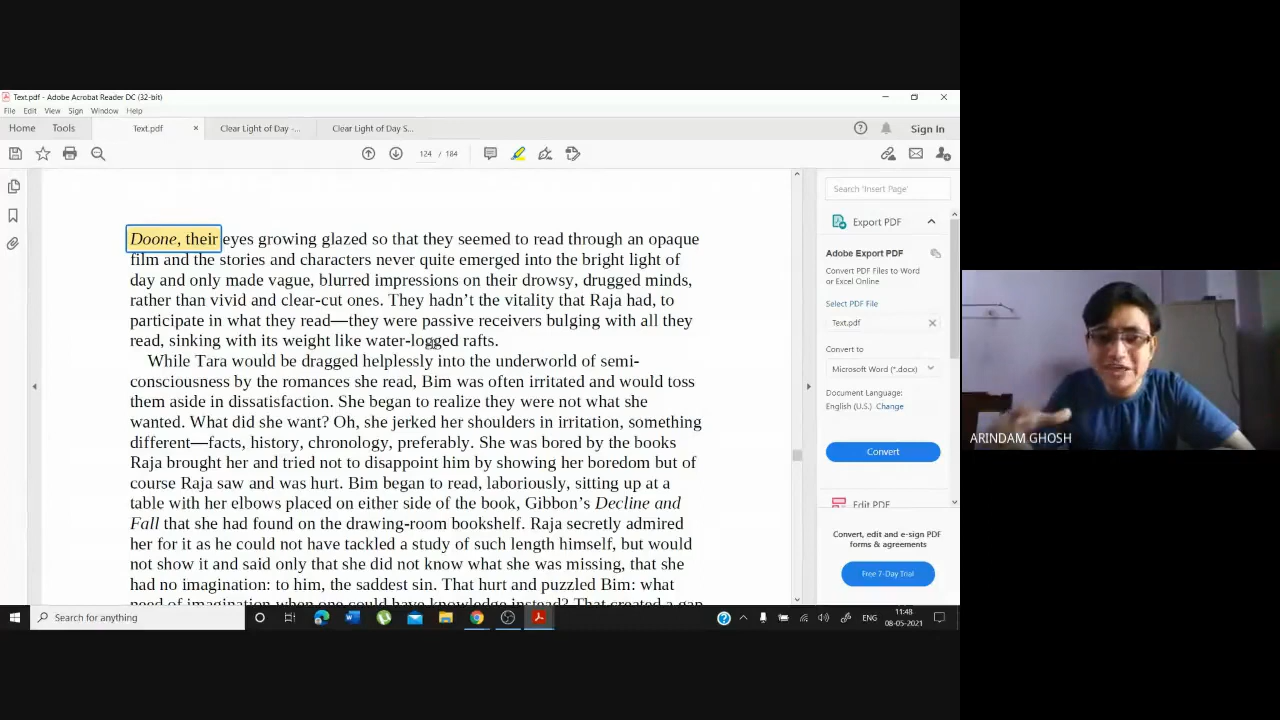 Text.pdf - Adobe Acrobat Reader DC (32-bit)
File Edit View Sign Window Help
Home Tools Text.pdf × Clear Light of Day -... Clear Light of Day S... Sign In
124 / 184
Doone, their eyes growing glazed so that they seemed to read through an opaque
film and the stories and characters never quite emerged into the bright light of
day and only made vague, blurred impressions on their drowsy, drugged minds,
rather than vivid and clear-cut ones. They hadn’t the vitality that Raja had, to
participate in what they read—they were passive receivers bulging with all they
read, sinking with its weight like water-logged rafts.
While Tara would be dragged helplessly into the underworld of semi-
consciousness by the romances she read, Bim was often irritated and would toss
them aside in dissatisfaction. She began to realize they were not what she
wanted. What did she want? Oh, she jerked her shoulders in irritation, something
different—facts, history, chronology, preferably. She was bored by the books
Raja brought her and tried not to disappoint him by showing her boredom but of
course Raja saw and was hurt. Bim began to read, laboriously, sitting up at a
table with her elbows placed on either side of the book, Gibbon’s Decline and
Fall that she had found on the drawing-room bookshelf. Raja secretly admired
her for it as he could not have tackled a study of such length himself, but would
not show it and said only that she did not know what she was missing, that she
had no imagination: to him, the saddest sin. That hurt and puzzled Bim: what
need of imagination when one could have knowledge instead? That created a gap
Search 'Insert Page'
Export PDF
Adobe Export PDF
Convert PDF Files to Word
or Excel Online
Select PDF File
Text.pdf
Convert to
Microsoft Word (*.docx)
Document Language:
English (U.S.) Change
Convert
Edit PDF
Convert, edit and e-sign PDF
forms & agreements
Free 7-Day Trial
ARINDAM GHOSH
Search for anything
ENG
11:48
08-05-2021